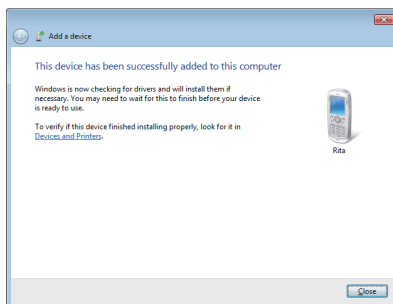 Add a device
This device has been successfully added to this computer
Windows is now checking for drivers and will install them if
necessary. You may need to wait for this to finish before your device
is ready to use.
To verify if this device finished installing properly, look for it in
Devices and Printers.
Rita
Close